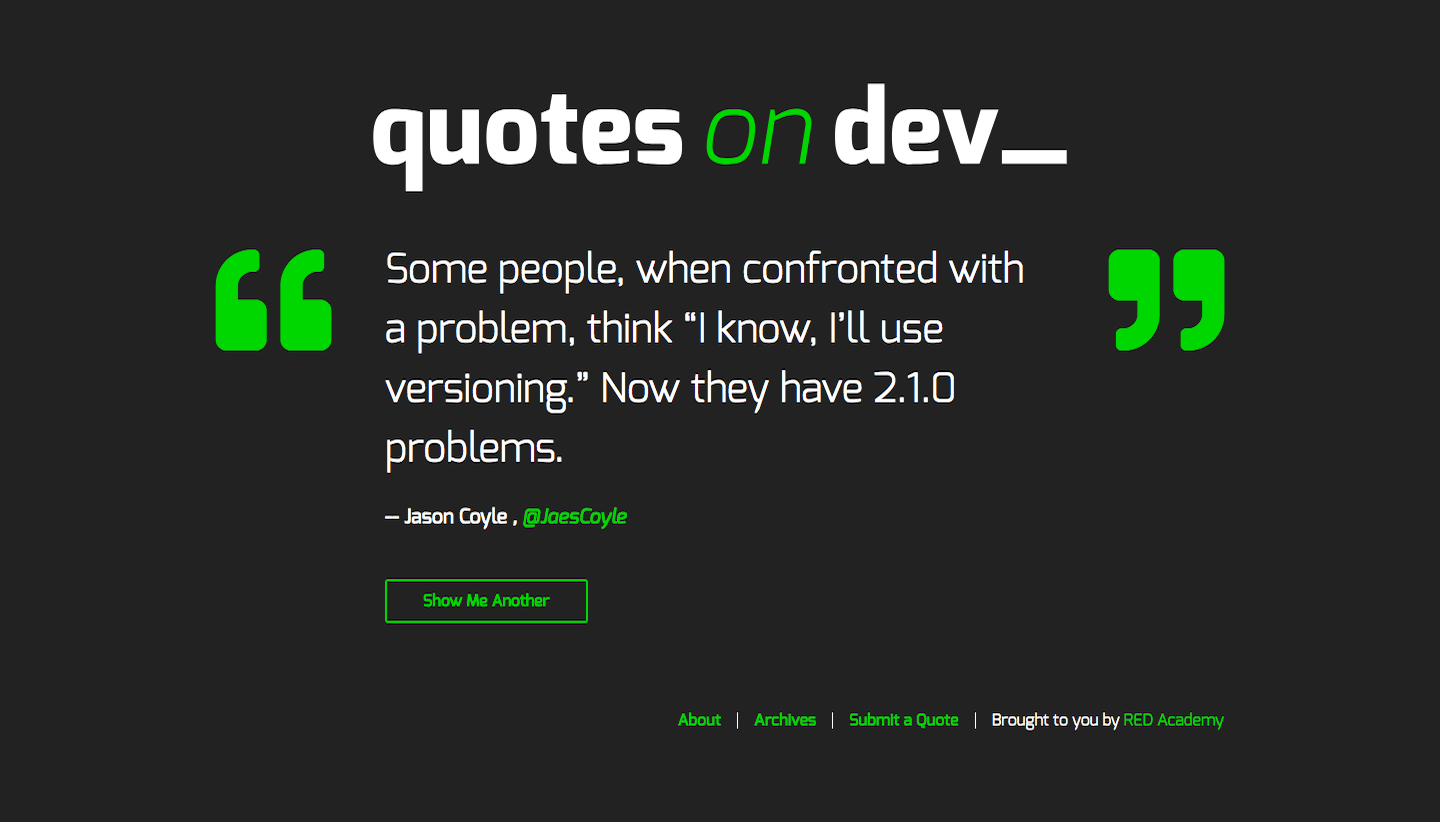 quotes on dev_
Some people, when confronted with
a problem, think “I know, I’ll use
versioning.” Now they have 2.1.0
problems.
— Jason Coyle , @JaesCoyle
Show Me Another
About | Archives | Submit a Quote | Brought to you by RED Academy